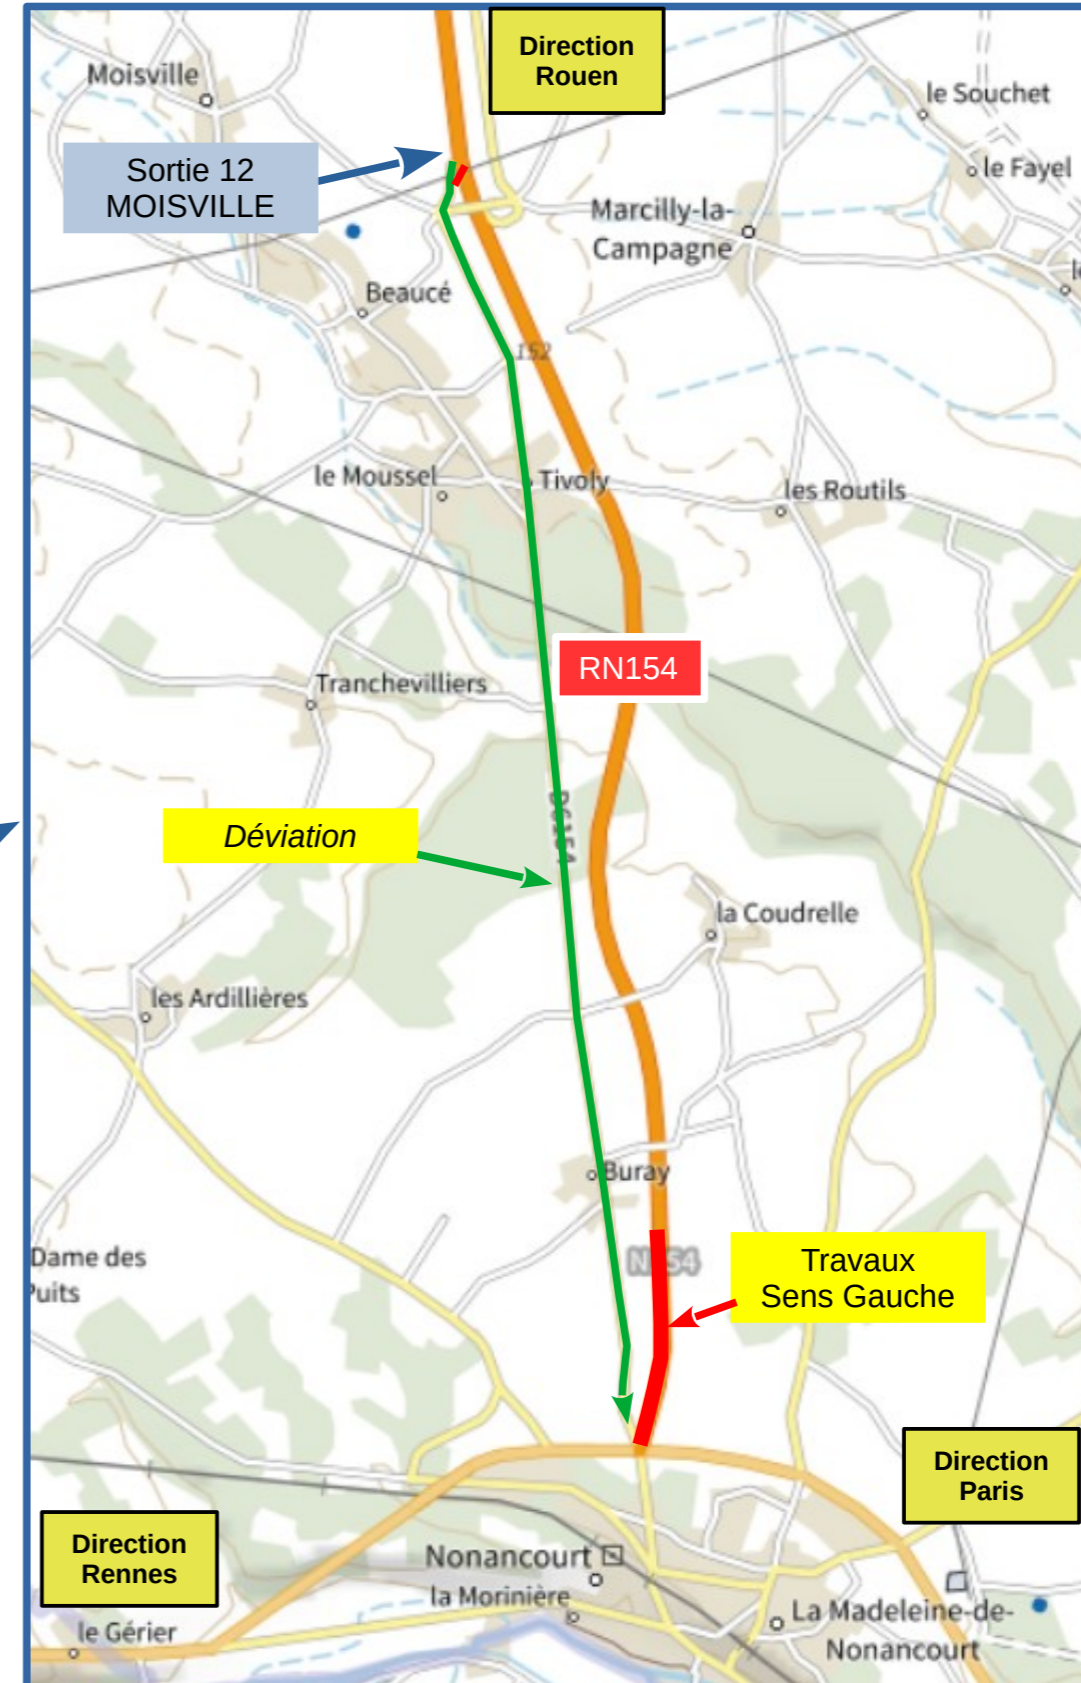 Direction
Rouen
Moisville
le Souchet
Sortie 12
MOISVILLE
le Fayel
Marcilly-la-
Campagne
Beaucé
152
le Moussel
Tivoly
les Routils
RN154
Tranchevilliers
Déviation
D6154
la Coudrelle
les Ardillières
Buray
Dame des
Puits
N154
Travaux
Sens Gauche
Direction
Paris
Direction
Rennes
Nonancourt
la Morinière
La Madeleine-de-
Nonancourt
le Gérier